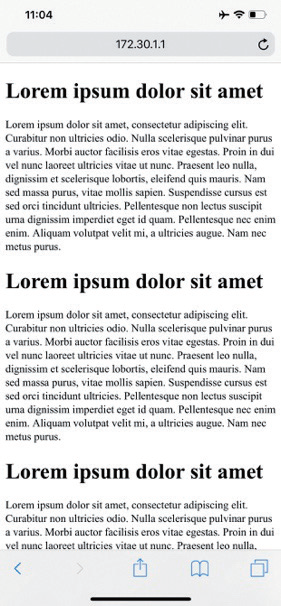 11:04
172.30.1.1
Lorem ipsum dolor sit amet
Lorem ipsum dolor sit amet, consectetur adipiscing elit.
Curabitur non ultricies odio. Nulla scelerisque pulvinar purus
a varius. Morbi auctor facilisis eros vitae egestas. Proin in dui
vel nunc laoreet ultricies vitae ut nunc. Praesent leo nulla,
dignissim et scelerisque lobortis, eleifend quis mauris. Nam
sed massa purus, vitae mollis sapien. Suspendisse cursus est
sed orci tincidunt ultricies. Pellentesque non lectus suscipit
urna dignissim imperdiet eget id quam. Pellentesque nec enim
enim. Aliquam volutpat velit mi, a ultricies augue. Nam nec
metus purus.
Lorem ipsum dolor sit amet
Lorem ipsum dolor sit amet, consectetur adipiscing elit.
Curabitur non ultricies odio. Nulla scelerisque pulvinar purus
a varius. Morbi auctor facilisis eros vitae egestas. Proin in dui
vel nunc laoreet ultricies vitae ut nunc. Praesent leo nulla,
dignissim et scelerisque lobortis, eleifend quis mauris. Nam
sed massa purus, vitae mollis sapien. Suspendisse cursus est
sed orci tincidunt ultricies. Pellentesque non lectus suscipit
urna dignissim imperdiet eget id quam. Pellentesque nec enim
enim. Aliquam volutpat velit mi, a ultricies augue. Nam nec
metus purus.
Lorem ipsum dolor sit amet
Lorem ipsum dolor sit amet, consectetur adipiscing elit.
Curabitur non ultricies odio. Nulla scelerisque pulvinar purus
a varius. Morbi auctor facilisis eros vitae egestas. Proin in dui
vel nunc laoreet ultricies vitae ut nunc. Praesent leo nulla,